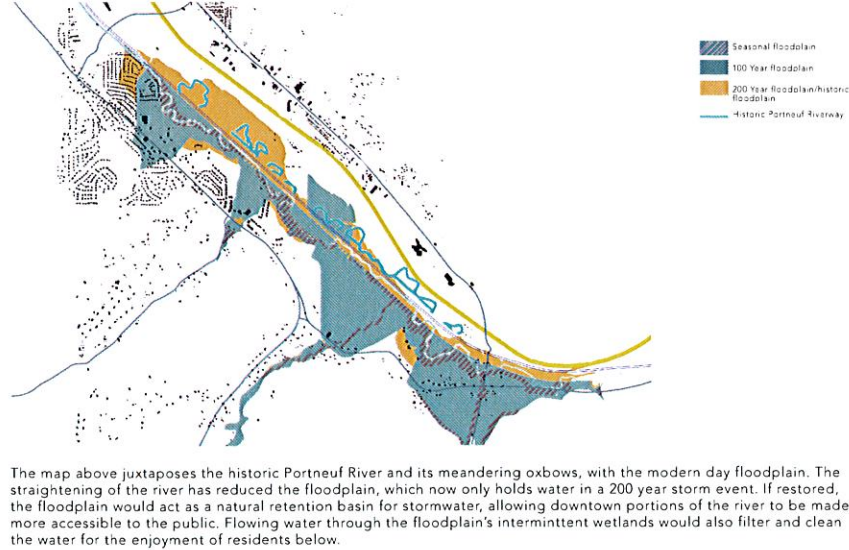 Seasonal floodplain
100 Year floodplain
200 Year floodplain/historic
floodplain
Historic Portneuf Riverway
The map above juxtaposes the historic Portneuf River and its meandering oxbows, with the modern day floodplain. The
straightening of the river has reduced the floodplain, which now only holds water in a 200 year storm event. If restored,
the floodplain would act as a natural retention basin for stormwater, allowing downtown portions of the river to be made
more accessible to the public. Flowing water through the floodplain's interminttent wetlands would also filter and clean
the water for the enjoyment of residents below.